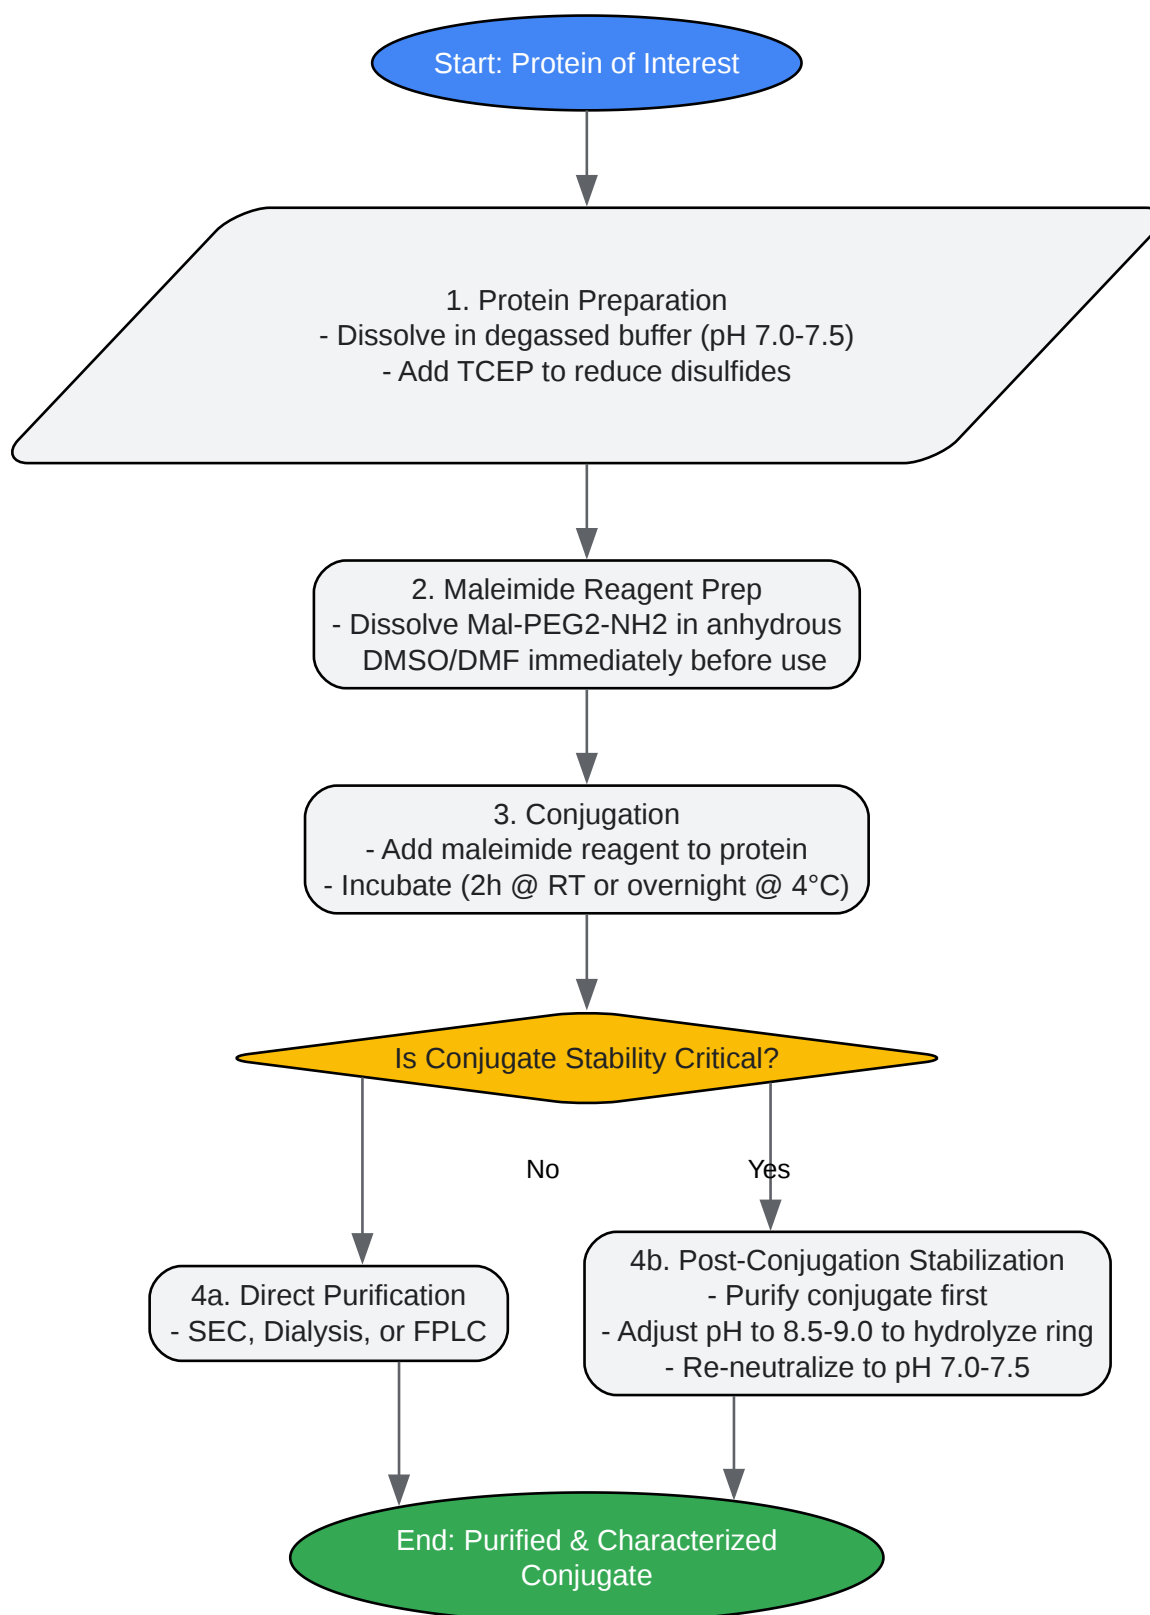 Start: Protein of Interest
1. Protein Preparation
- Dissolve in degassed buffer (pH 7.0-7.5)
- Add TCEP to reduce disulfides
2. Maleimide Reagent Prep
- Dissolve Mal-PEG2-NH2 in anhydrous
DMSO/DMF immediately before use
3. Conjugation
- Add maleimide reagent to protein
- Incubate (2h @ RT or overnight @ 4°C)
Is Conjugate Stability Critical?
No
Yes
4a. Direct Purification
- SEC, Dialysis, or FPLC
4b. Post-Conjugation Stabilization
- Purify conjugate first
- Adjust pH to 8.5-9.0 to hydrolyze ring
- Re-neutralize to pH 7.0-7.5
End: Purified & Characterized
Conjugate